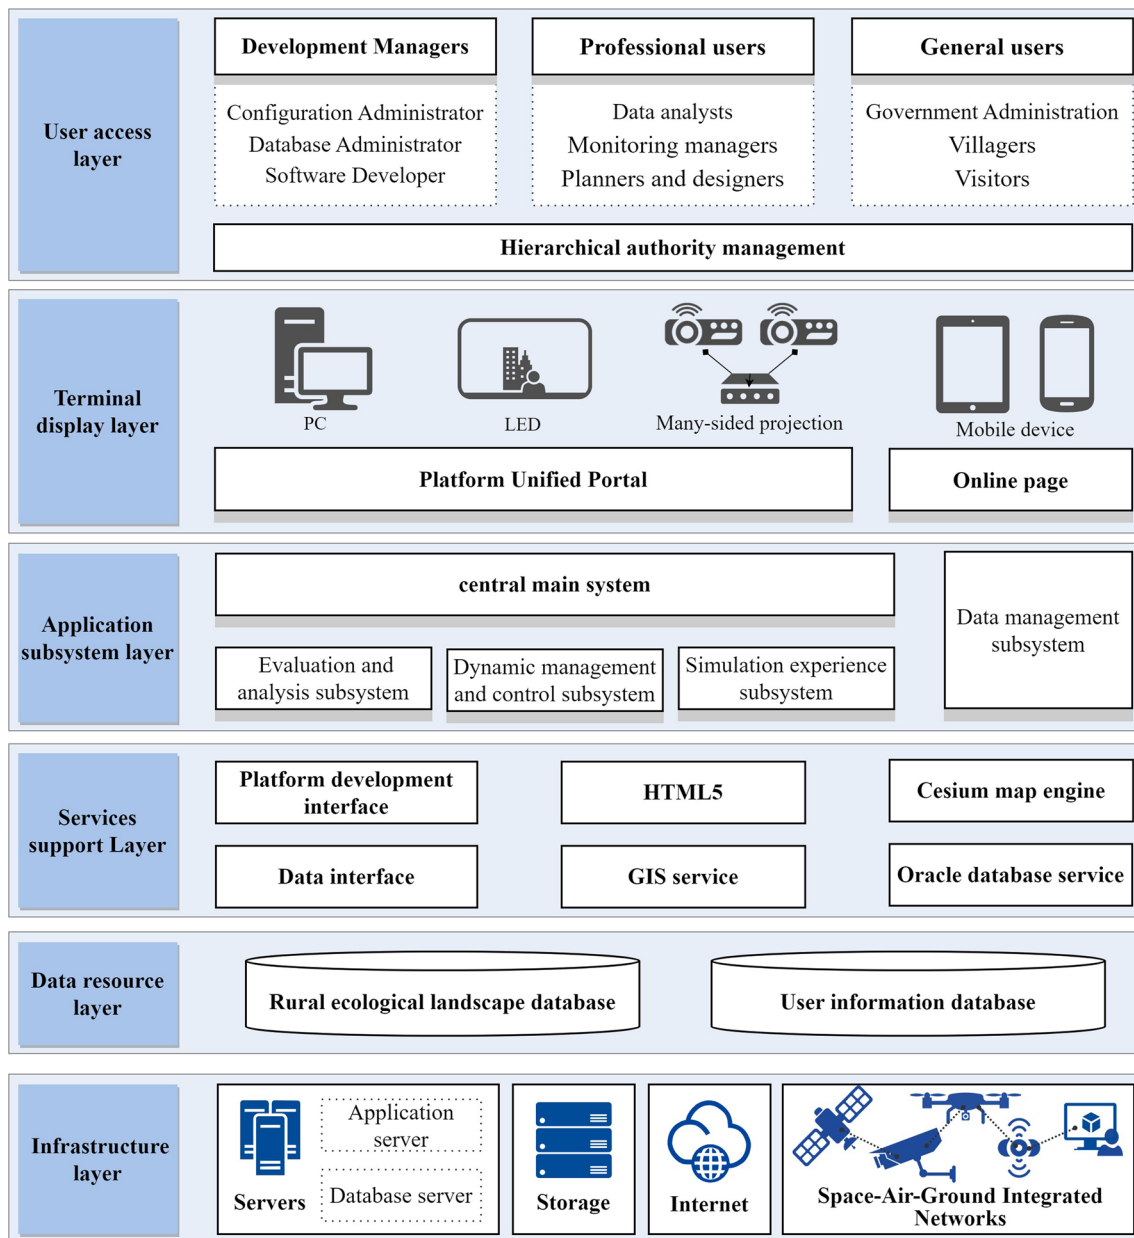 User access
layer
Development Managers
Configuration Administrator
Database Administrator
Software Developer
Professional users
Data analysts
Monitoring managers
Planners and designers
General users
Government Administration
Villagers
Visitors
Hierarchical authority management
Terminal
display layer
PC
LED
Many-sided projection
Mobile device
Platform Unified Portal
Online page
Application
subsystem layer
central main system
Evaluation and
analysis subsystem
Dynamic management
and control subsystem
Simulation experience
subsystem
Data management
subsystem
Services
support Layer
Platform development
interface
HTML5
Cesium map engine
Data interface
GIS service
Oracle database service
Data resource
layer
Rural ecological landscape database
User information database
Infrastructure
layer
Servers
Application
server
Database server
Storage
Internet
Space-Air-Ground Integrated
Networks